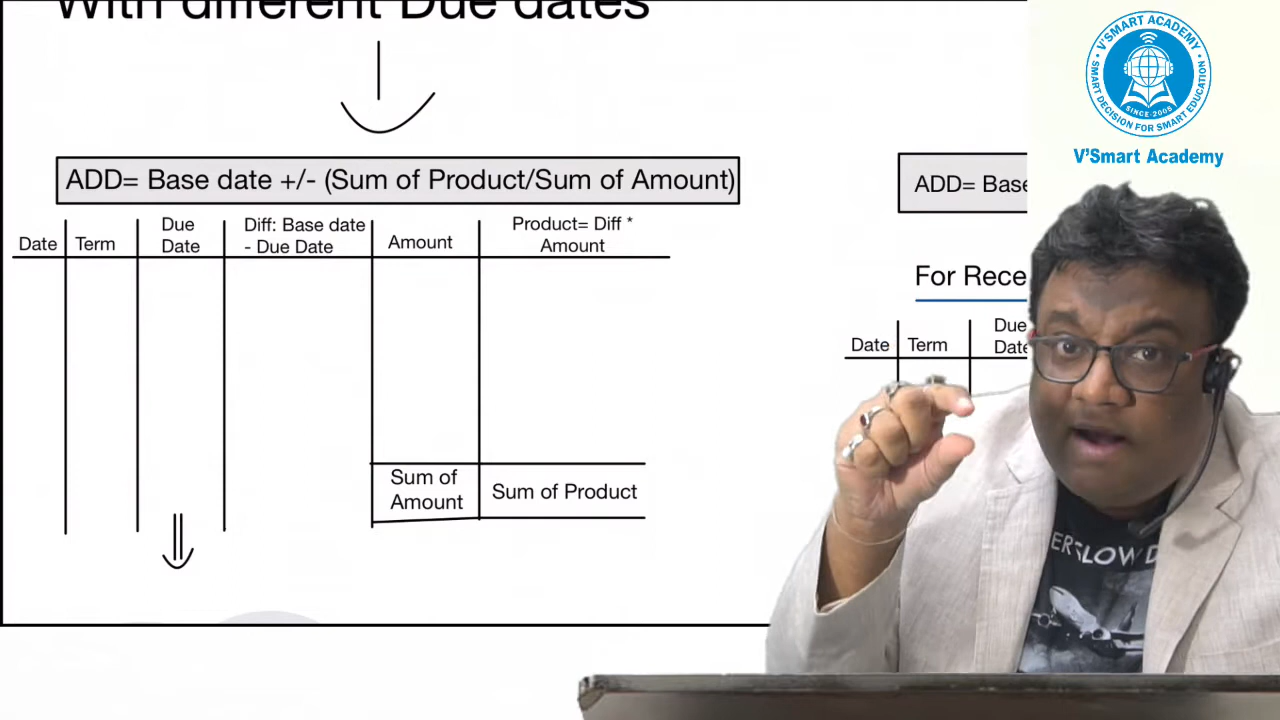 With different Due dates
ADD= Base date +/- (Sum of Product/Sum of Amount)
Date
Term
Due
Date
Diff: Base date
- Due Date
Amount
Product= Diff *
Amount
Sum of
Amount
Sum of Product
ADD= Base
For Rece
Date
Term
Due
Date
V'SMART ACADEMY
SMART DECISION FOR SMART EDUCATION
SINCE-2005
V'Smart Academy